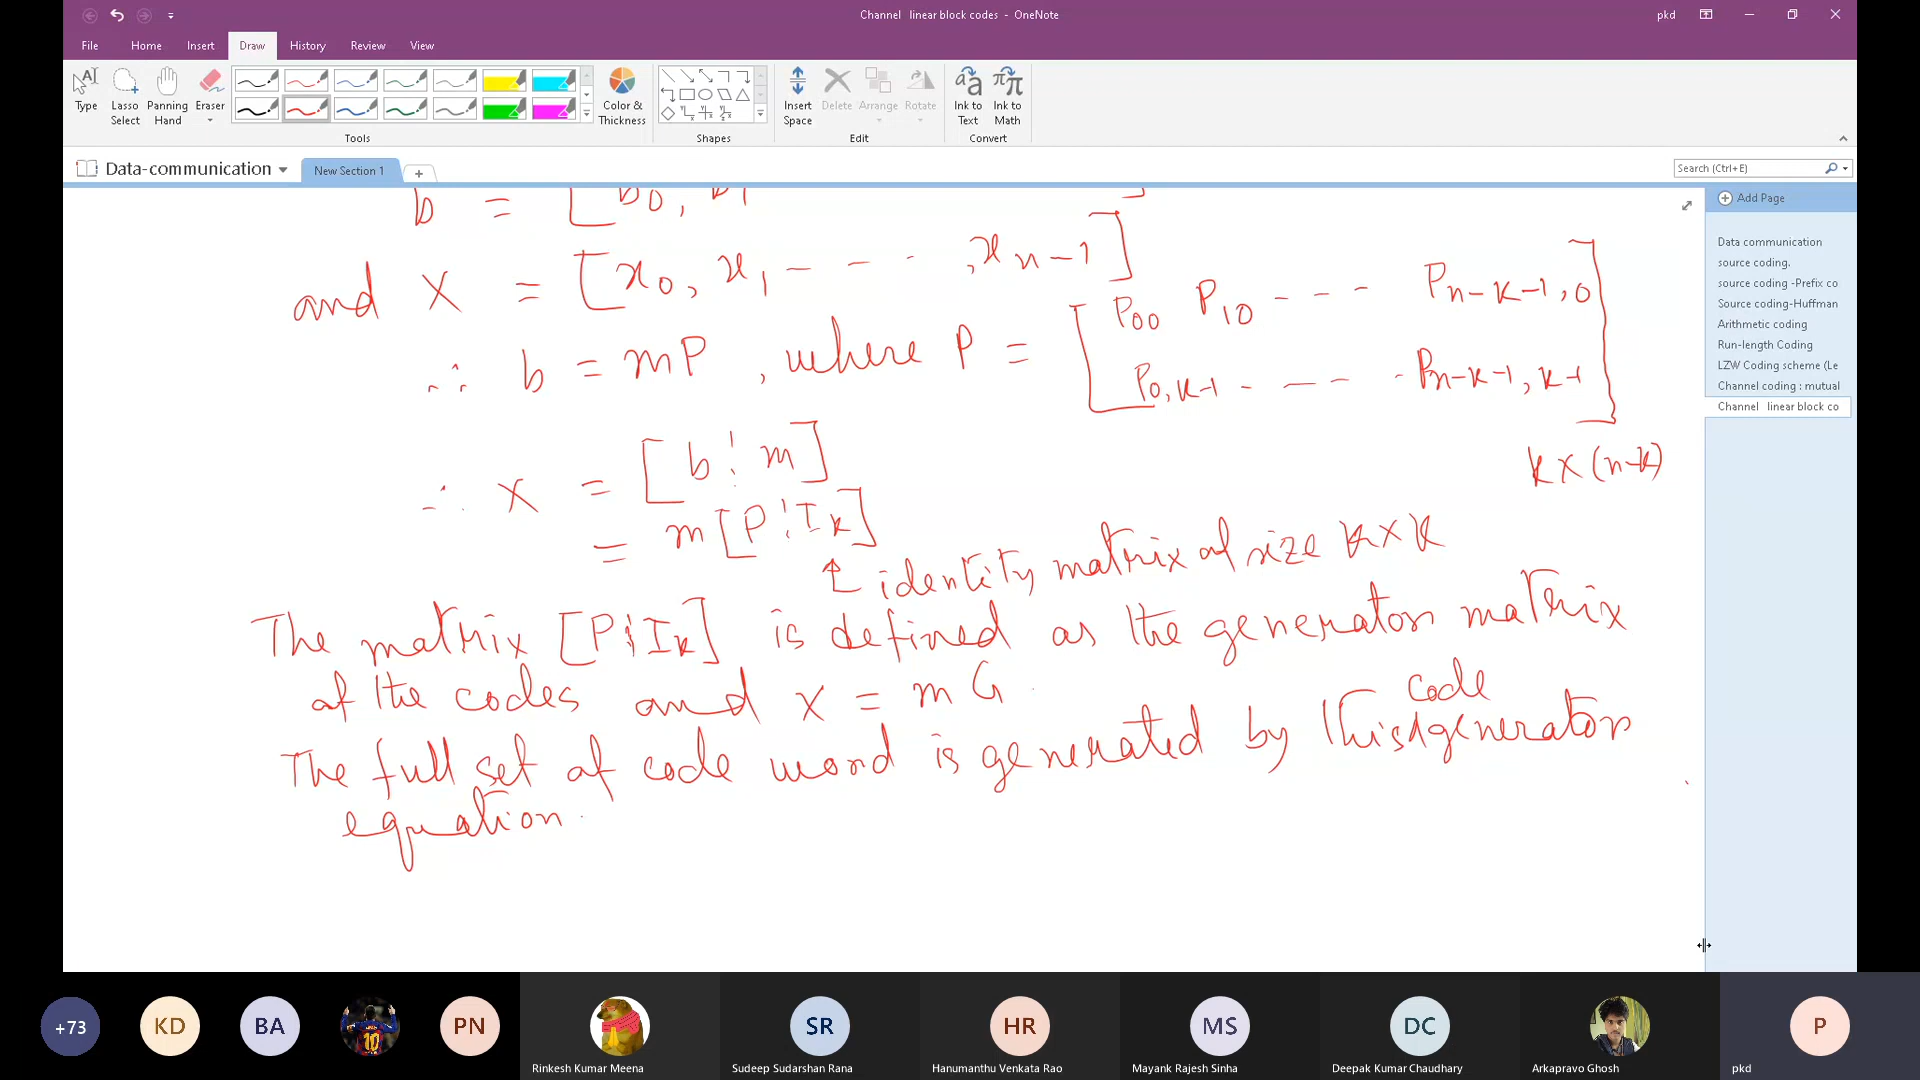 Channel linear block codes - OneNote
pkd
File Home Insert Draw History Review View
Type
Lasso Select
Panning Hand
Eraser
Color & Thickness
Insert Space
Delete
Arrange
Rotate
Ink to Text
Ink to Math
Tools
Shapes
Edit
Convert
Data-communication
New Section 1
Search (Ctrl+E)
Add Page
Data communication
source coding.
source coding -Prefix co
Source coding-Huffman
Arithmetic coding
Run-length Coding
LZW Coding scheme (Le
Channel coding : mutual
Channel linear block co
b = [b0, b1 ]
and X = [x0, x1 - - - ,xn-1]
∴ b = mP , where P = [P00 P10 - - - Pn-k-1,0
P0,k-1 - - - - Pn-k-1,k-1]
k×(n-k)
∴ X = [b ¦ m]
= m[P ¦ Ik]
↑ identity matrix of size k×k
The matrix [P ¦ Ik] is defined as the generator matrix
of the codes and X = mG.
The full set of code word is generated by this code generator
equation.
+73
KD
BA
10
PN
SR
HR
MS
DC
P
Rinkesh Kumar Meena
Sudeep Sudarshan Rana
Hanumanthu Venkata Rao
Mayank Rajesh Sinha
Deepak Kumar Chaudhary
Arkapravo Ghosh
pkd